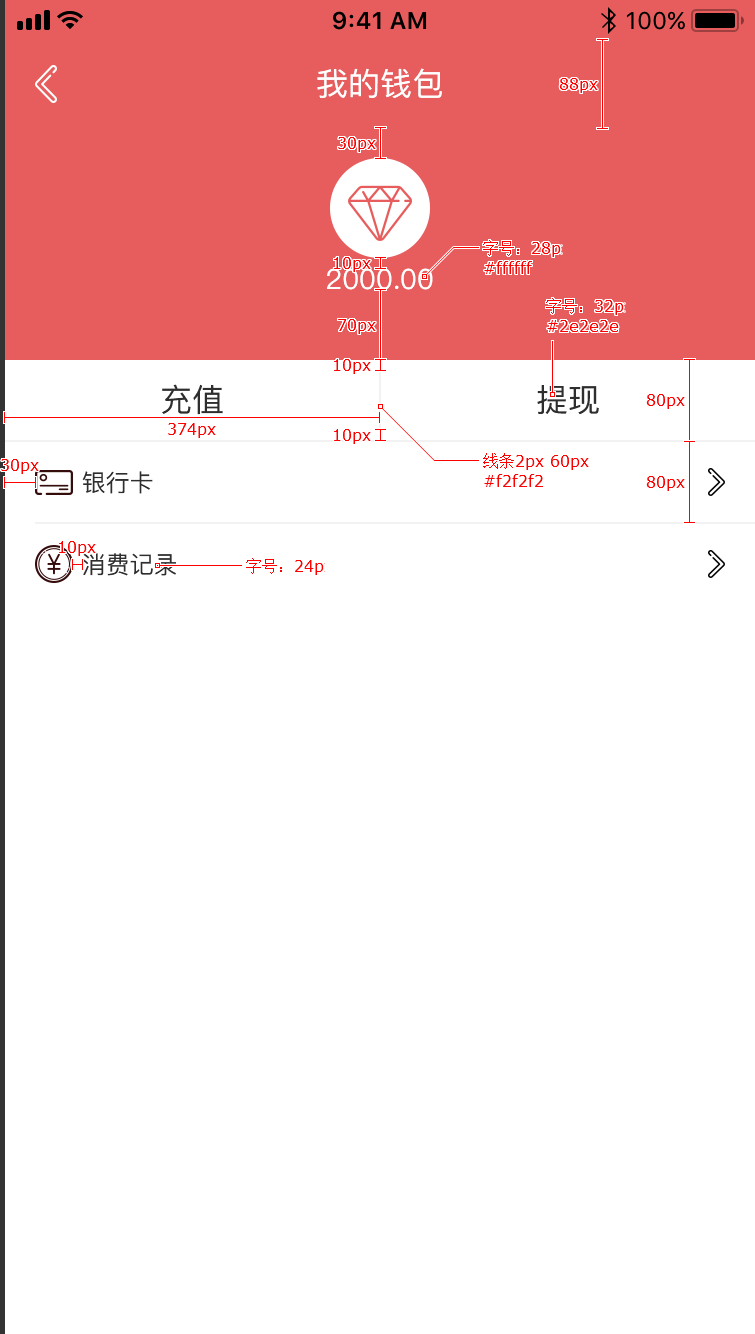 9:41 AM
100%
我的钱包
88px
30px
10px
字号：28p
#ffffff
2000.00
字号：32p
#2e2e2e
70px
10px
充值
提现
80px
374px
10px
线条2px 60px
#f2f2f2
30px
银行卡
80px
10px
消费记录
字号：24p